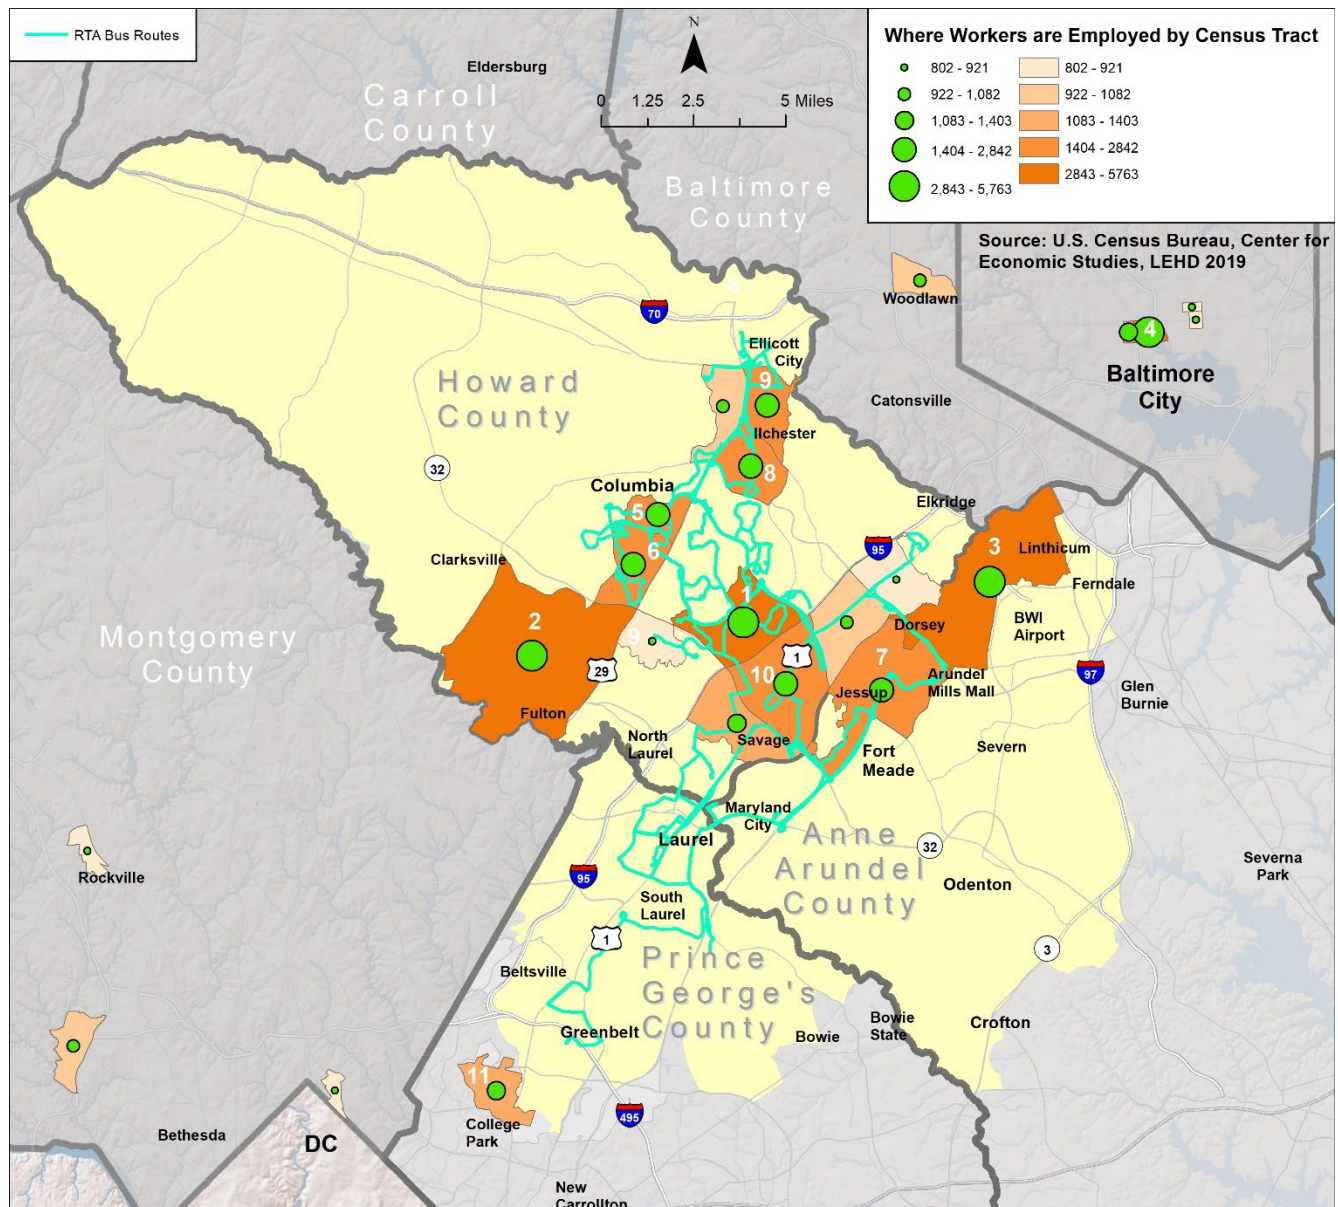 RTA Bus Routes
N
0 1.25 2.5 5 Miles
Where Workers are Employed by Census Tract
802 - 921
802 - 921
922 - 1,082
922 - 1082
1,083 - 1,403
1083 - 1403
1,404 - 2,842
1404 - 2842
2,843 - 5,763
2843 - 5763
Source: U.S. Census Bureau, Center for
Economic Studies, LEHD 2019
Eldersburg
Carroll
County
Baltimore
County
6
70
Woodlawn
4
Baltimore
City
Ellicott
City
9
Howard
County
Catonsville
Ilchester
8
32
Columbia
5
6
Elkridge
95
3
Linthicum
Ferndale
Clarksville
1
BWI
Airport
Dorsey
2
9
29
1
7
10
Jessup
Arundel
Mills Mall
97
Glen
Burnie
Montgomery
County
Fulton
North
Laurel
Savage
Fort
Meade
Severn
Maryland
City
Laurel
Anne
Arundel
County
32
Odenton
Severna
Park
Rockville
95
South
Laurel
1
3
Beltsville
Prince
George's
County
Greenbelt
Bowie
Bowie
State
Crofton
11
College
Park
495
Bethesda
DC
New
Carrollton